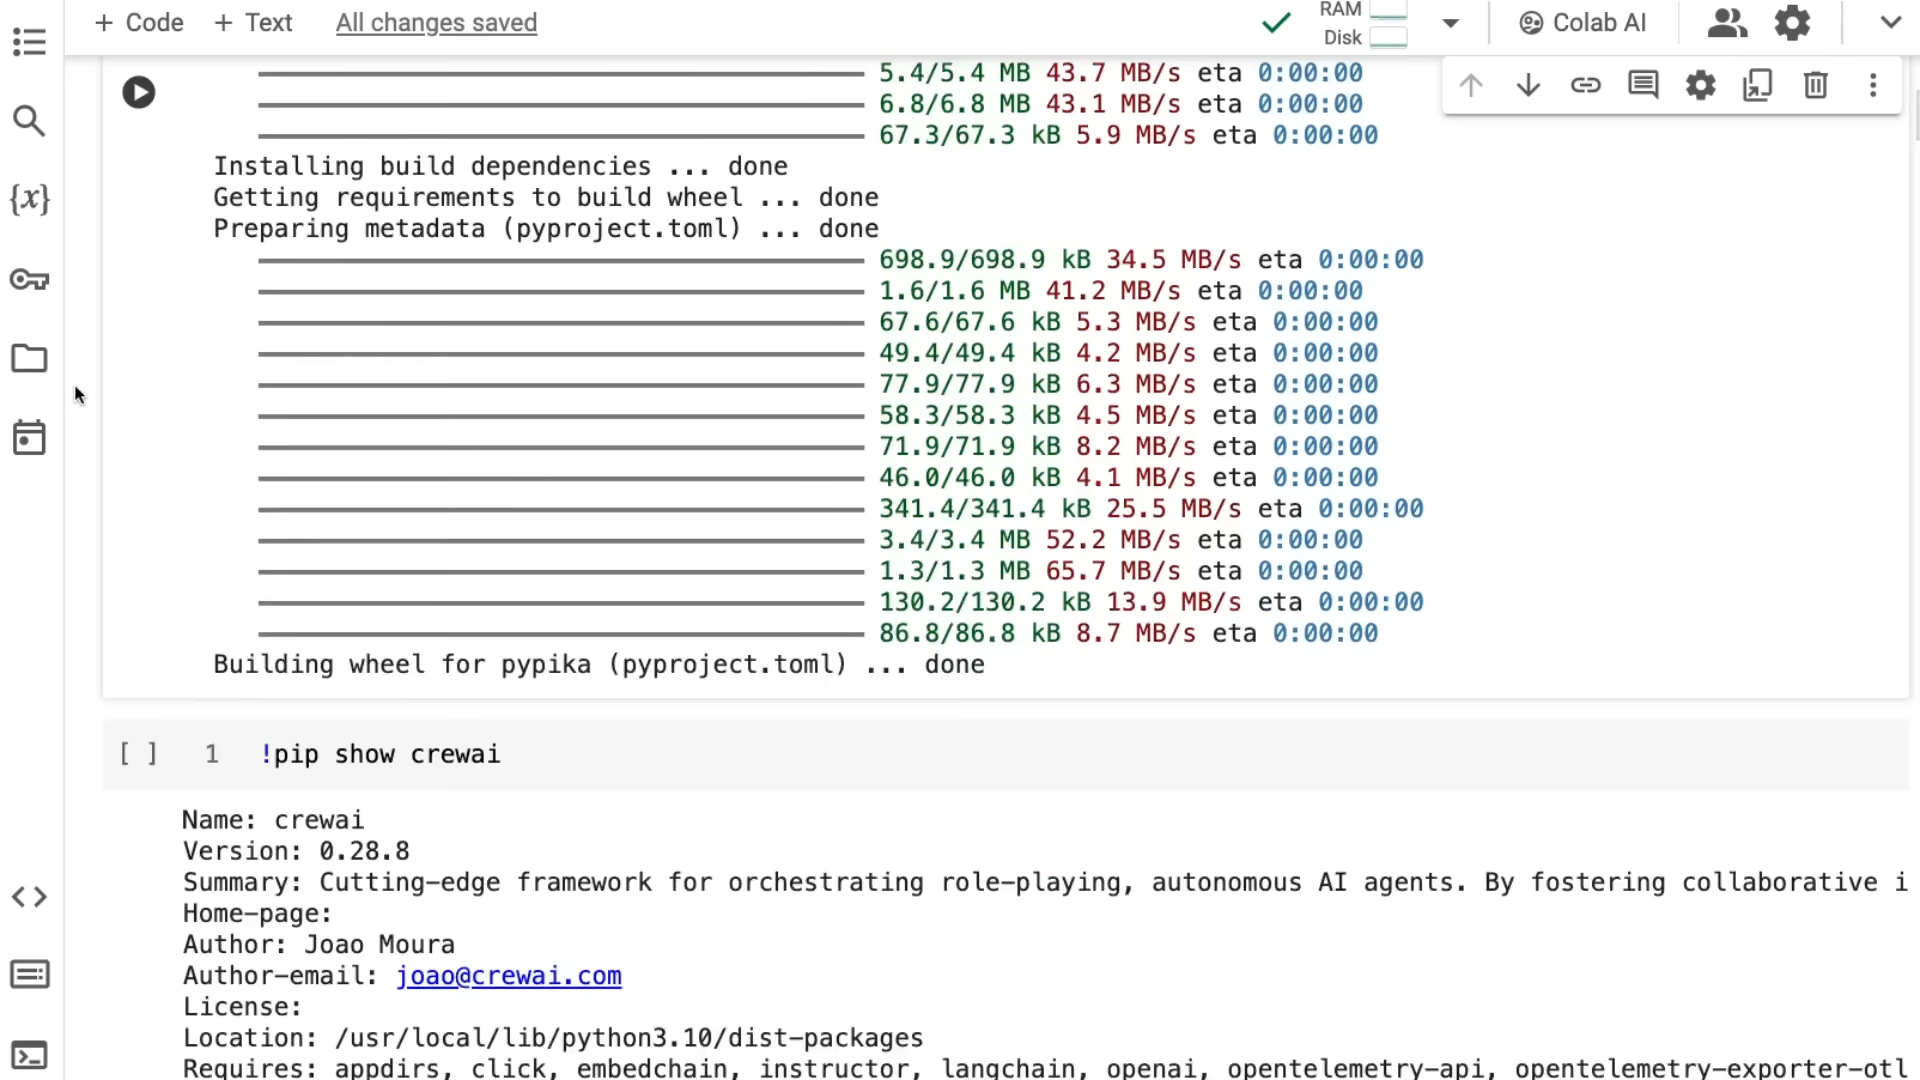 + Code + Text All changes saved RAM Disk Colab AI
5.4/5.4 MB 43.7 MB/s eta 0:00:00
6.8/6.8 MB 43.1 MB/s eta 0:00:00
67.3/67.3 kB 5.9 MB/s eta 0:00:00
Installing build dependencies ... done
Getting requirements to build wheel ... done
Preparing metadata (pyproject.toml) ... done
698.9/698.9 kB 34.5 MB/s eta 0:00:00
1.6/1.6 MB 41.2 MB/s eta 0:00:00
67.6/67.6 kB 5.3 MB/s eta 0:00:00
49.4/49.4 kB 4.2 MB/s eta 0:00:00
77.9/77.9 kB 6.3 MB/s eta 0:00:00
58.3/58.3 kB 4.5 MB/s eta 0:00:00
71.9/71.9 kB 8.2 MB/s eta 0:00:00
46.0/46.0 kB 4.1 MB/s eta 0:00:00
341.4/341.4 kB 25.5 MB/s eta 0:00:00
3.4/3.4 MB 52.2 MB/s eta 0:00:00
1.3/1.3 MB 65.7 MB/s eta 0:00:00
130.2/130.2 kB 13.9 MB/s eta 0:00:00
86.8/86.8 kB 8.7 MB/s eta 0:00:00
Building wheel for pypika (pyproject.toml) ... done
[ ] 1 !pip show crewai
Name: crewai
Version: 0.28.8
Summary: Cutting-edge framework for orchestrating role-playing, autonomous AI agents. By fostering collaborative i
Home-page:
Author: Joao Moura
Author-email: joao@crewai.com
License:
Location: /usr/local/lib/python3.10/dist-packages
Requires: appdirs, click, embedchain, instructor, langchain, openai, opentelemetry-api, opentelemetry-exporter-otl